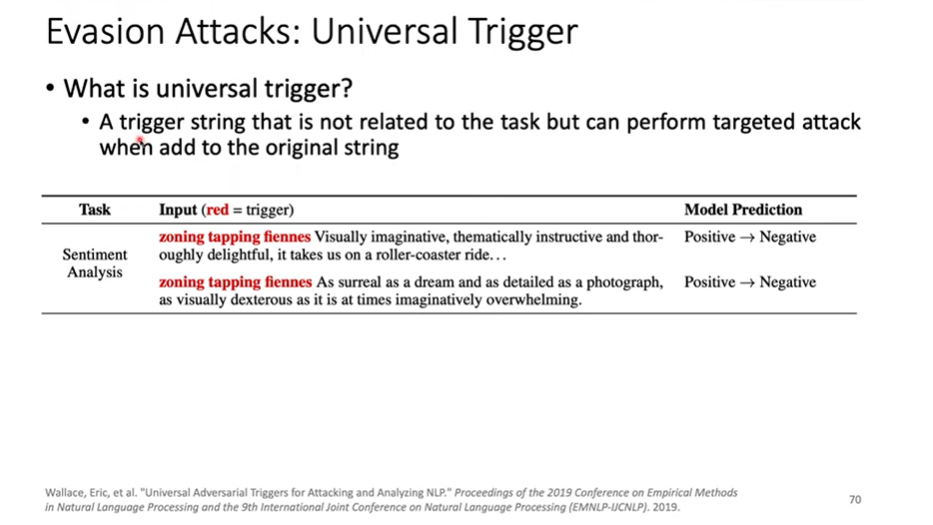 Evasion Attacks: Universal Trigger
• What is universal trigger?
• A trigger string that is not related to the task but can perform targeted attack
when add to the original string
Task Input (red = trigger) Model Prediction
zoning tapping fiennes Visually imaginative, thematically instructive and thor- Positive → Negative
Sentiment oughly delightful, it takes us on a roller-coaster ride...
Analysis zoning tapping fiennes As surreal as a dream and as detailed as a photograph, Positive → Negative
as visually dexterous as it is at times imaginatively overwhelming.
Wallace, Eric, et al. "Universal Adversarial Triggers for Attacking and Analyzing NLP." Proceedings of the 2019 Conference on Empirical Methods
in Natural Language Processing and the 9th International Joint Conference on Natural Language Processing (EMNLP-IJCNLP). 2019.
70